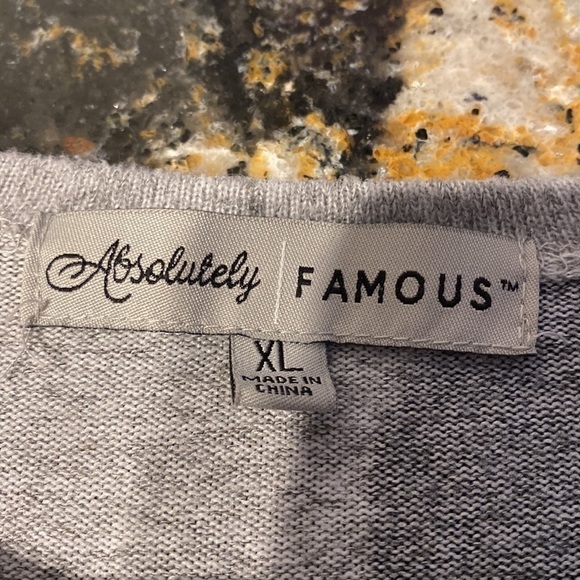 Absolutely FAMOUS™
XL
MADE IN
CHINA